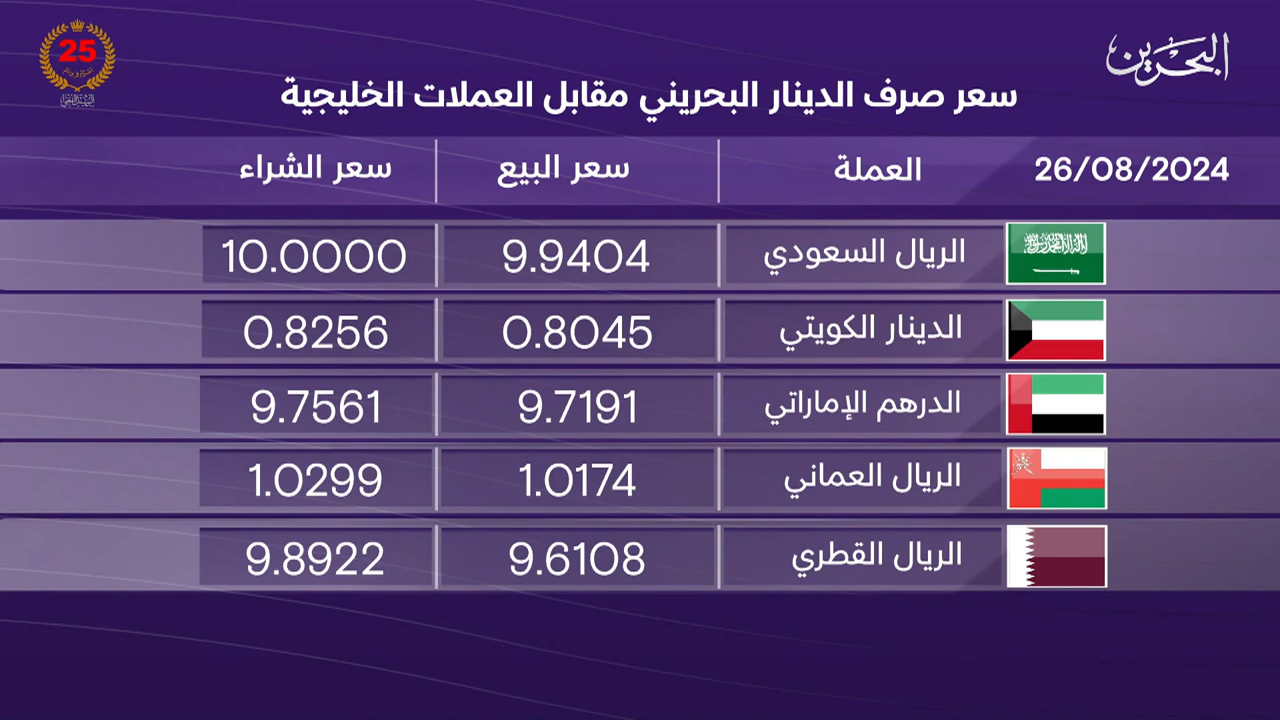 البحرين
25
سعر صرف الدينار البحريني مقابل العملات الخليجية
26/08/2024 العملة سعر البيع سعر الشراء
الريال السعودي 9.9404 10.0000
الدينار الكويتي 0.8045 0.8256
الدرهم الإماراتي 9.7191 9.7561
الريال العماني 1.0174 1.0299
الريال القطري 9.6108 9.8922